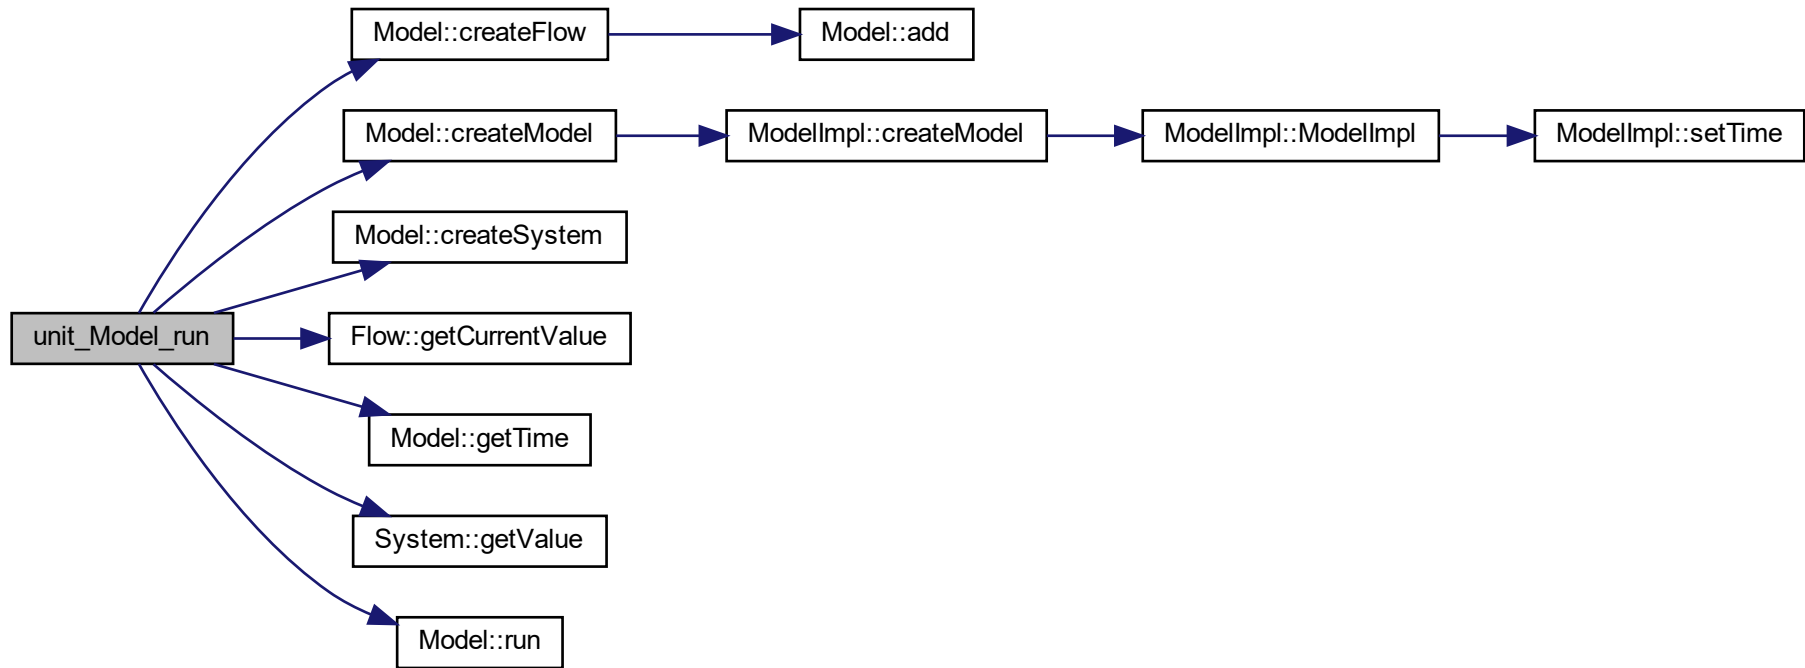 Model::createFlow
Model::add
Model::createModel
ModelImpl::createModel
ModelImpl::ModelImpl
ModelImpl::setTime
Model::createSystem
unit_Model_run
Flow::getCurrentValue
Model::getTime
System::getValue
Model::run